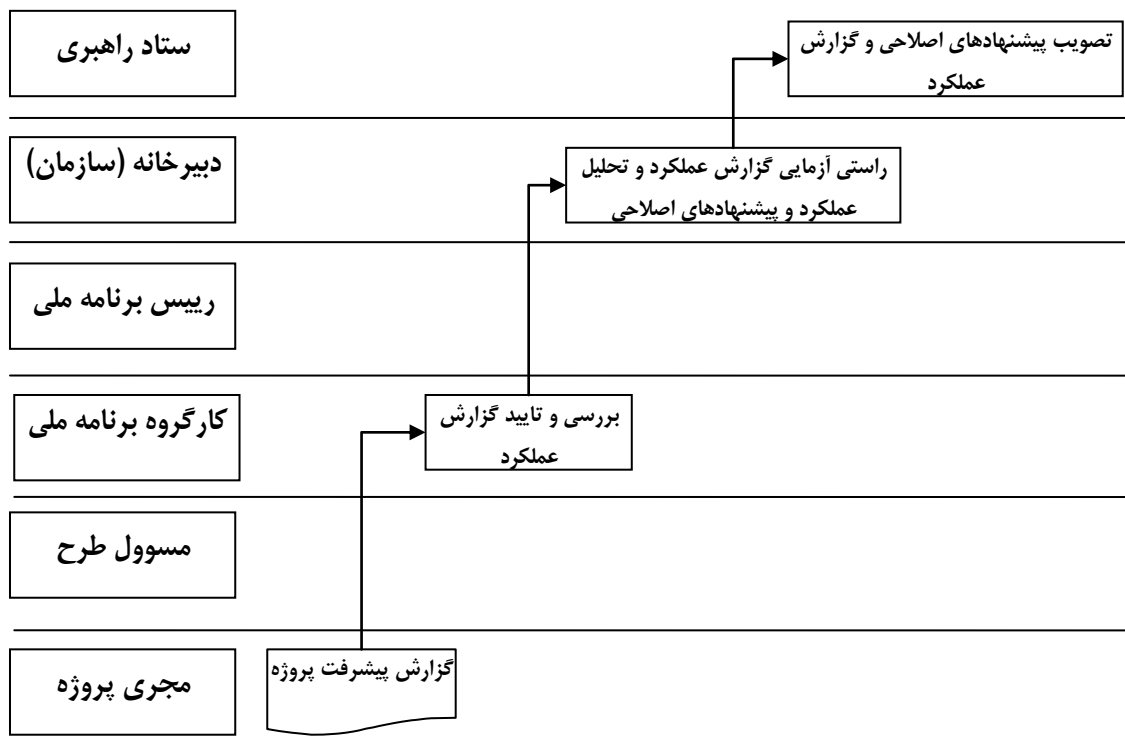 ستاد راهبری
تصویب پیشنهادهای اصلاحی و گزارش
عملکرد
دبیرخانه (سازمان)
راستی آزمایی گزارش عملکرد و تحلیل
عملکرد و پیشنهادهای اصلاحی
رییس برنامه ملی
کارگروه برنامه ملی
بررسی و تایید گزارش
عملکرد
مسوول طرح
مجری پروژه
گزارش پیشرفت پروژه